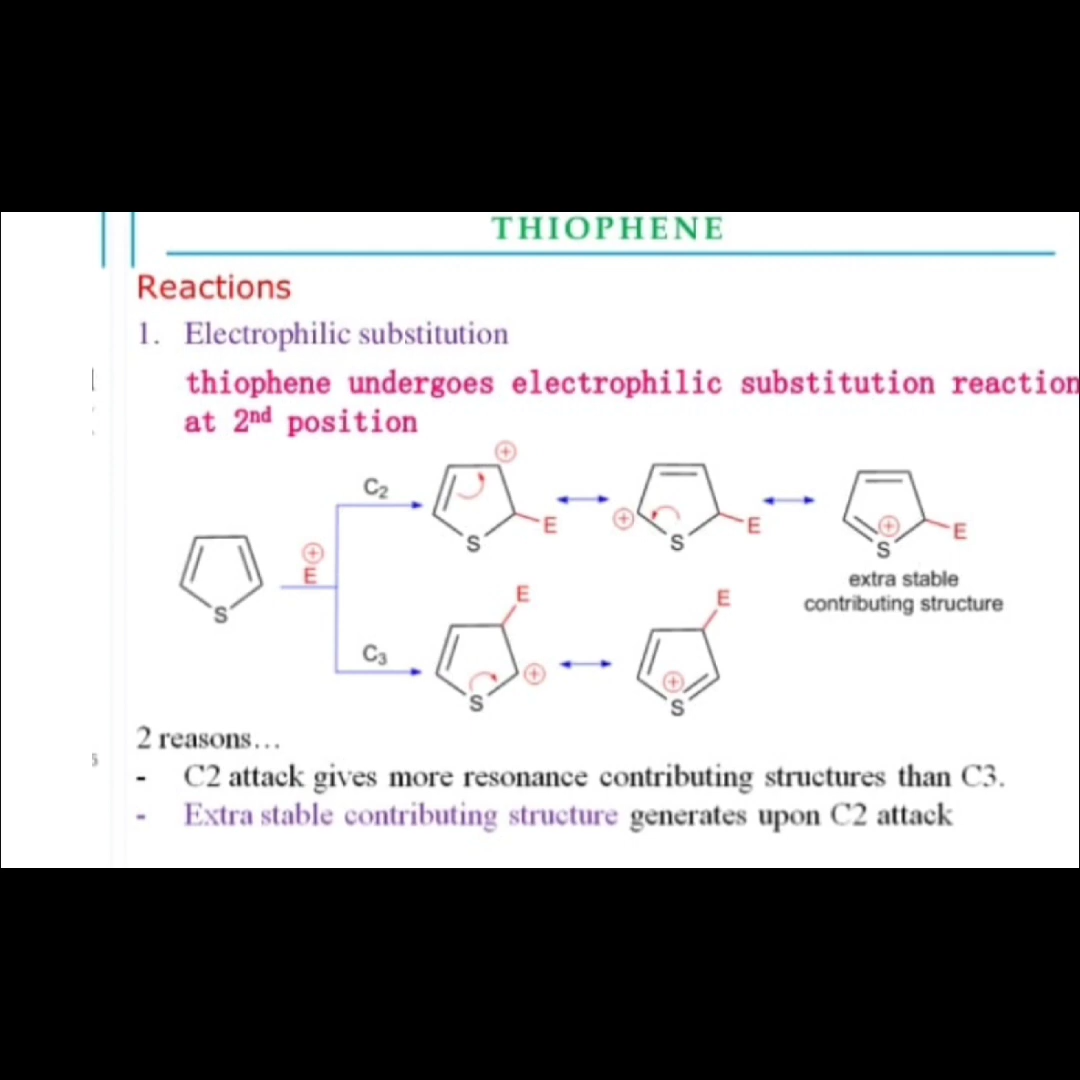 THIOPHENE
Reactions
1. Electrophilic substitution
thiophene undergoes electrophilic substitution reaction
at 2nd position
C2
E
S
E
S
E
S
E
S
extra stable
contributing structure
E
E
C3
S
S
2 reasons...
- C2 attack gives more resonance contributing structures than C3.
- Extra stable contributing structure generates upon C2 attack